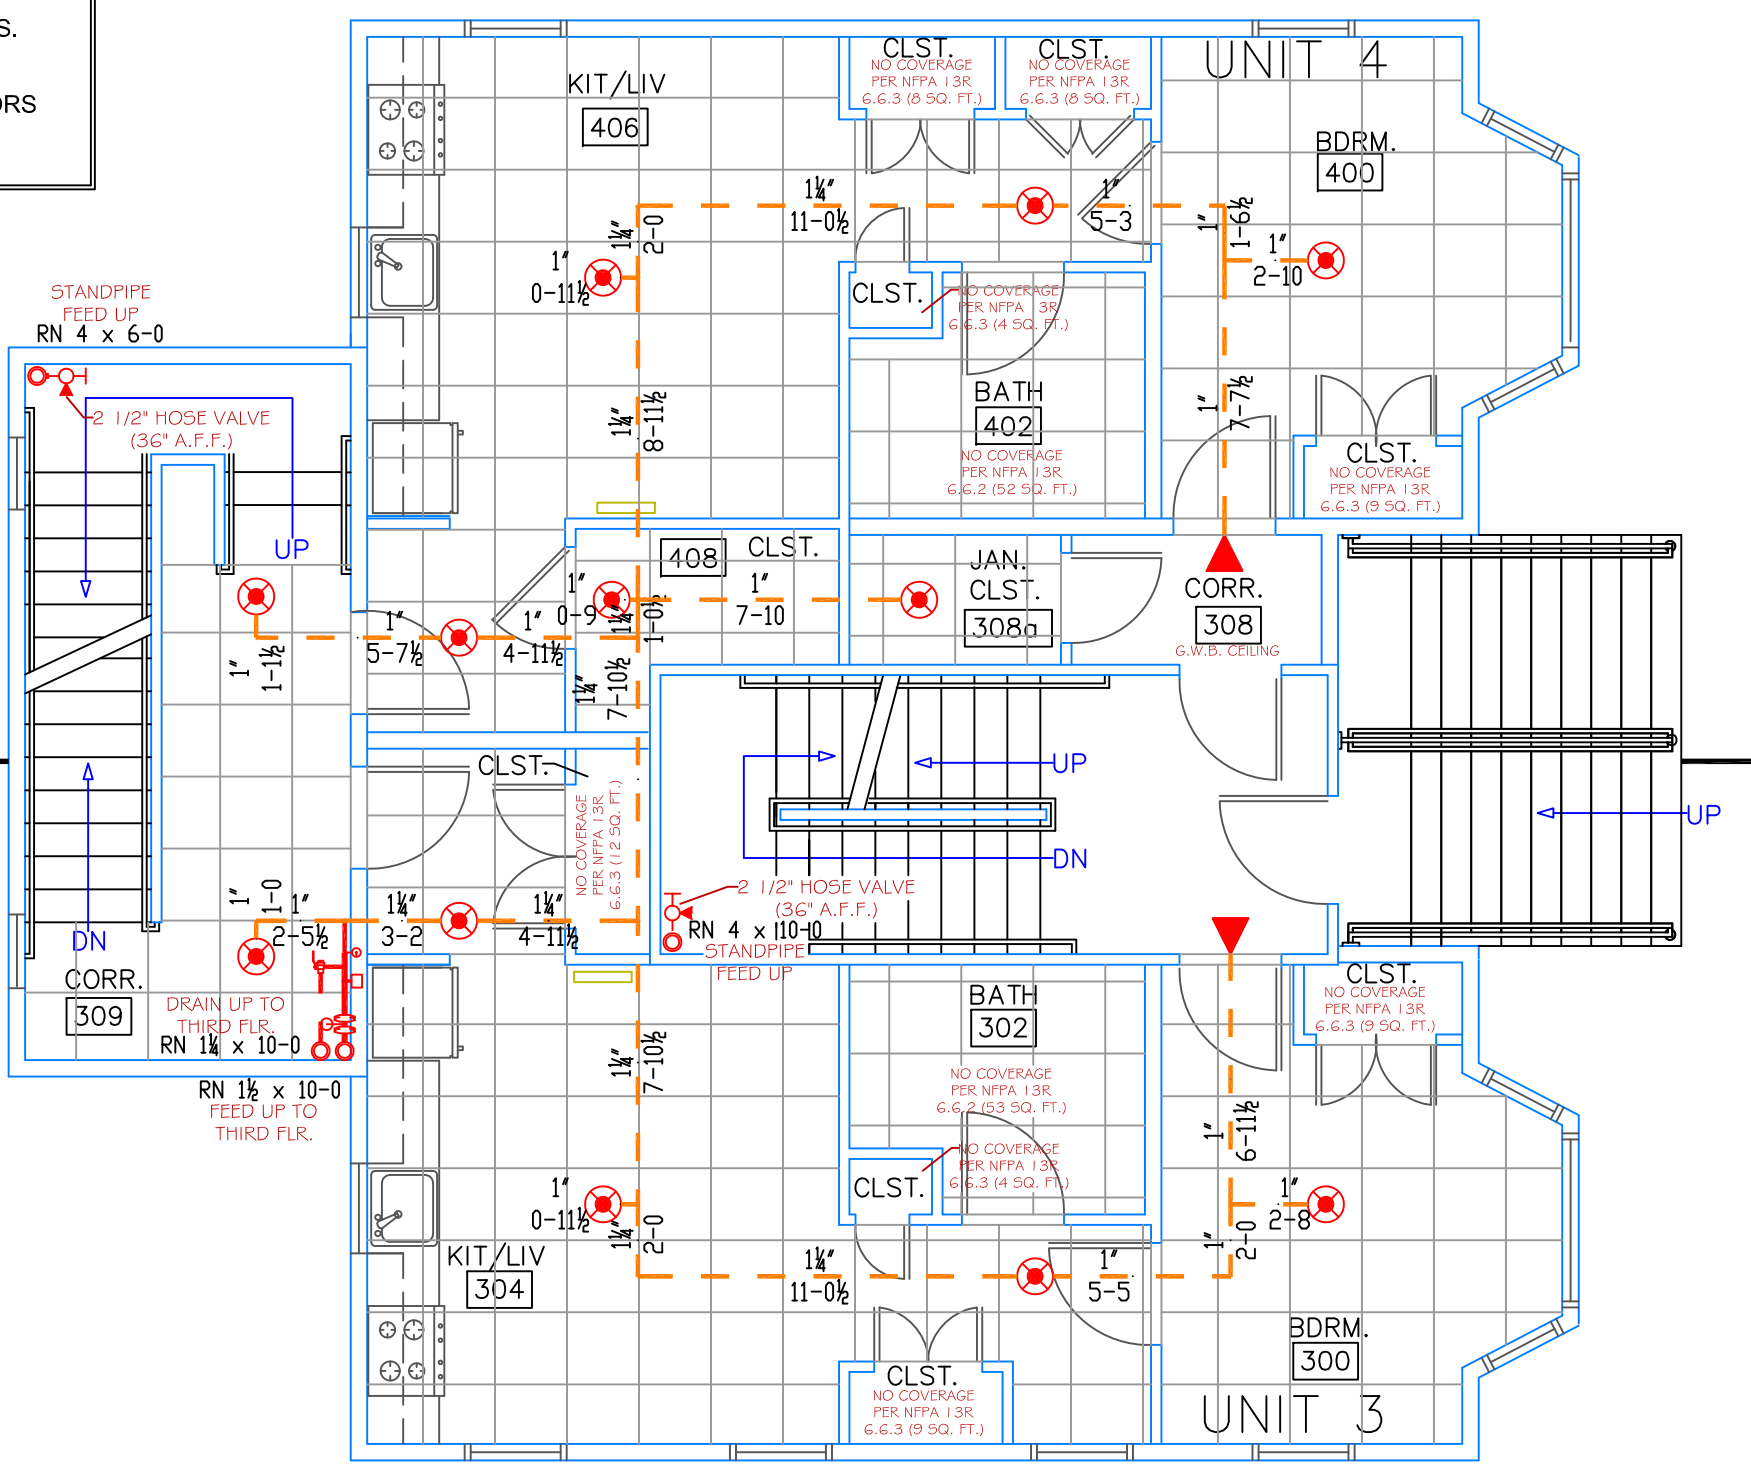 S.
ORS
KIT/LIV
406
CLST.
NO COVERAGE
PER NFPA 13R
6.6.3 (8 SQ. FT.)
CLST.
NO COVERAGE
PER NFPA 13R
6.6.3 (8 SQ. FT.)
UNIT 4
BDRM.
400
1¼"
11-0½
1"
5-3
1"
1-6½
1"
2-10
1¼"
2-0
1"
0-11½
CLST.
NO COVERAGE
PER NFPA 3R
6.6.3 (4 SQ. FT.)
STANDPIPE
FEED UP
RN 4 x 6-0
2 1/2" HOSE VALVE
(36" A.F.F.)
UP
1¼"
8-11½
BATH
402
NO COVERAGE
PER NFPA 13R
6.6.2 (52 SQ. FT.)
1"
7-7½
CLST.
NO COVERAGE
PER NFPA 13R
6.6.3 (9 SQ. FT.)
408
CLST.
1"
0-9
1¼"
1-0½
1"
7-10
JAN.
CLST.
308a
CORR.
308
G.W.B. CEILING
1"
1-1½
1"
5-7½
1"
4-11½
1¼"
7-10½
CLST.
NO COVERAGE
PER NFPA 13R
6.6.3 (12 SQ. FT.)
UP
DN
UP
2 1/2" HOSE VALVE
(36" A.F.F.)
RN 4 x 10-0
STANDPIPE
FEED UP
DN
1"
1-0
1"
2-5½
1¼"
3-2
1¼"
4-11½
CORR.
309
DRAIN UP TO
THIRD FLR.
RN 1¼ x 10-0
RN 1½ x 10-0
FEED UP TO
THIRD FLR.
1¼"
7-10½
BATH
302
NO COVERAGE
PER NFPA 13R
6.6.2 (53 SQ. FT.)
CLST.
NO COVERAGE
PER NFPA 13R
6.6.3 (9 SQ. FT.)
1"
6-11½
CLST.
NO COVERAGE
PER NFPA 13R
6.6.3 (4 SQ. FT.)
1"
0-11½
1¼"
2-0
1"
2-0
1"
2-8
KIT/LIV
304
1¼"
11-0½
1"
5-5
BDRM.
300
CLST.
NO COVERAGE
PER NFPA 13R
6.6.3 (9 SQ. FT.)
UNIT 3